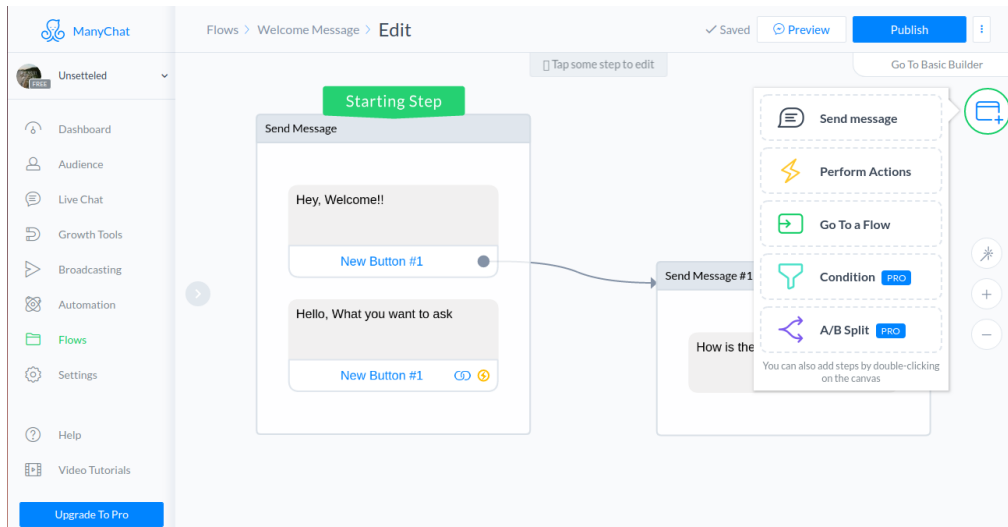 ManyChat
Flows > Welcome Message > Edit
Saved
Preview
Publish
Unsetteled
FREE
Tap some step to edit
Go To Basic Builder
Dashboard
Audience
Live Chat
Growth Tools
Broadcasting
Automation
Flows
Settings
Help
Video Tutorials
Upgrade To Pro
Starting Step
Send Message
Hey, Welcome!!
New Button #1
Hello, What you want to ask
New Button #1
Send Message #1
How is the
Send message
Perform Actions
Go To a Flow
Condition PRO
A/B Split PRO
You can also add steps by double-clicking
on the canvas